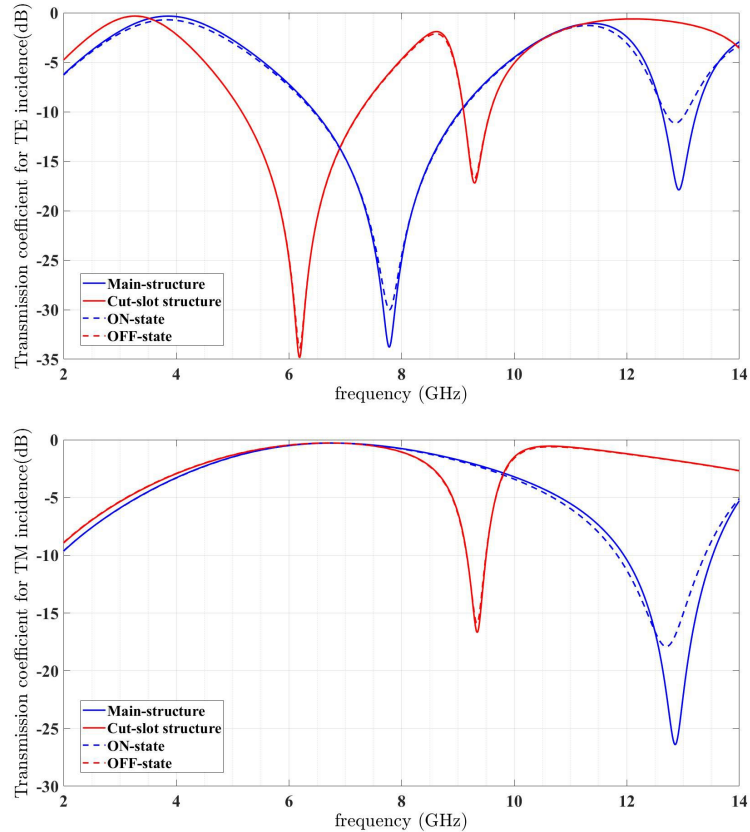 Transmission coefficient for TE incidence(dB)
0
-5
-10
-15
-20
-25
-30
-35
Main-structure
Cut-slot structure
ON-state
OFF-state
2 4 6 8 10 12 14
frequency (GHz)
Transmission coefficient for TM incidence(dB)
0
-5
-10
-15
-20
-25
-30
Main-structure
Cut-slot structure
ON-state
OFF-state
2 4 6 8 10 12 14
frequency (GHz)